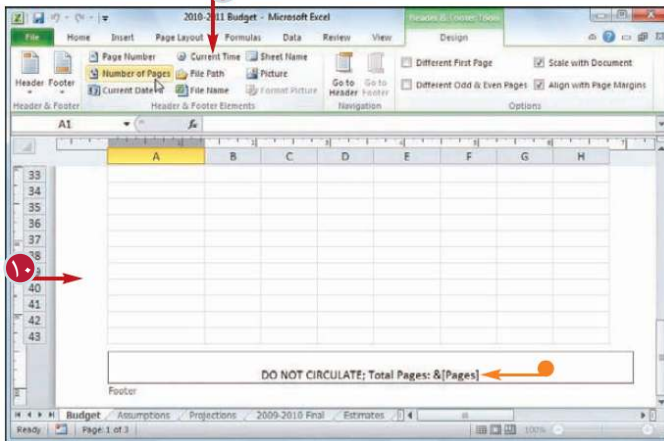 2010-2011 Budget - Microsoft Excel
Header & Footer Tools
File Home Insert Page Layout Formulas Data Review View Design
Page Number Current Time Sheet Name
Number of Pages File Path Picture
Current Date File Name Format Picture
Header Footer
Go to Header Go to Footer
Different First Page Scale with Document
Different Odd & Even Pages Align with Page Margins
Header & Footer Header & Footer Elements Navigation Options
A1 fx
A B C D E F G H
33
34
35
36
37
38
١٠
40
41
42
43
DO NOT CIRCULATE; Total Pages: &[Pages]
Footer
Budget Assumptions Projections 2009-2010 Final Estimates
Ready Page: 1 of 3 100%